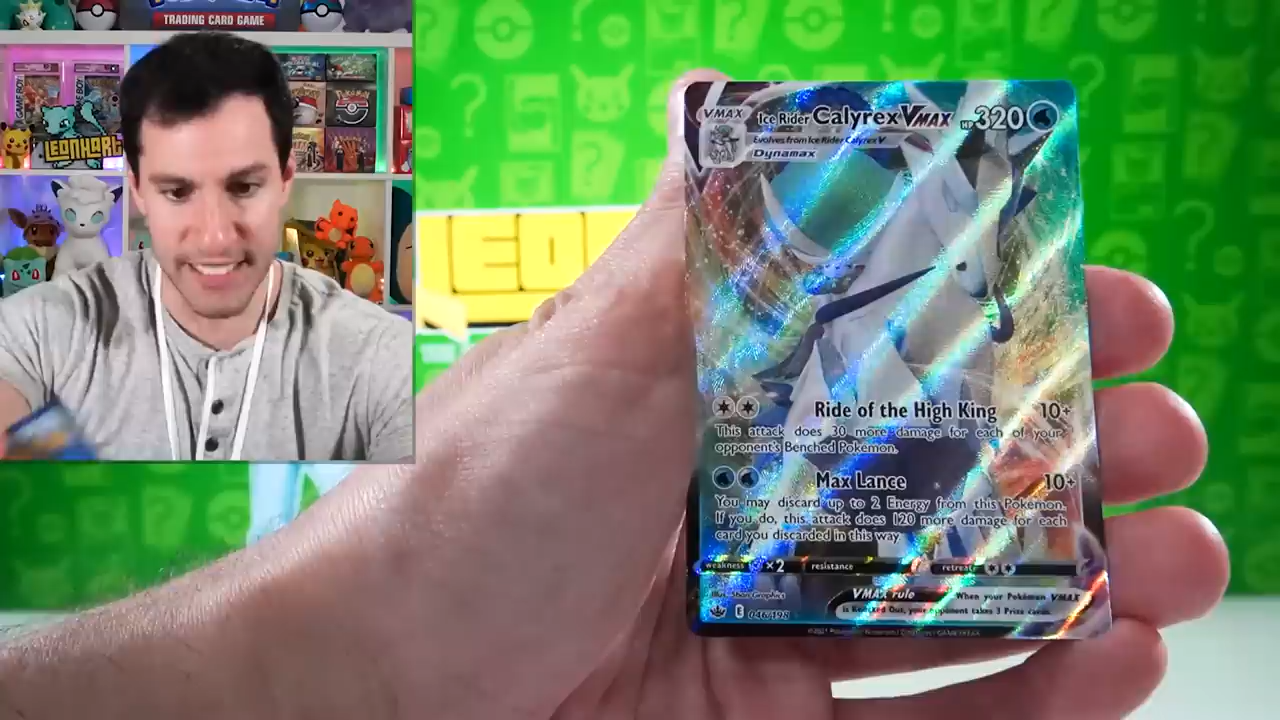 TRADING CARD GAME
LEONHART
LEO
VMAX
Ice Rider Calyrex VMAX HP 320
Evolves from Ice Rider Calyrex V
Dynamax
Ride of the High King 10+
This attack does 30 more damage for each of your
opponent's Benched Pokémon.
Max Lance 10+
You may discard up to 2 Energy from this Pokémon.
If you do, this attack does 120 more damage for each
card you discarded in this way.
weakness ×2 resistance retreat
VMAX rule When your Pokémon VMAX
is Knocked Out, your opponent takes 3 Prize cards.
E 046/198